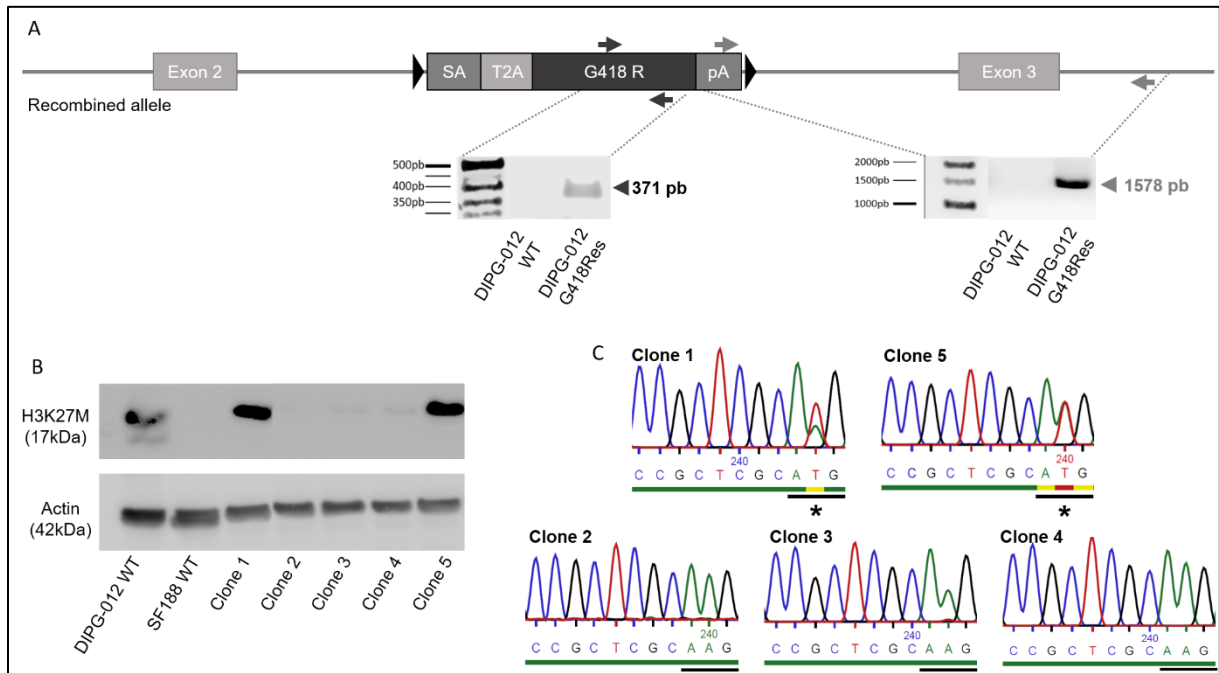 A
Exon 2
SA
T2A
G418 R
pA
Exon 3
Recombined allele
500pb
400pb
350pb
371 pb
DIPG-012
WT
DIPG-012
G418Res
2000pb
1500pb
1000pb
1578 pb
DIPG-012
WT
DIPG-012
G418Res
B
H3K27M
(17kDa)
Actin
(42kDa)
DIPG-012 WT
SF188 WT
Clone 1
Clone 2
Clone 3
Clone 4
Clone 5
C
Clone 1
240
C C G C T C G C A T G
*
Clone 5
240
C C G C T C G C A T G
*
Clone 2
240
C C G C T C G C A A G
Clone 3
240
C C G C T C G C A A G
Clone 4
240
C C G C T C G C A A G